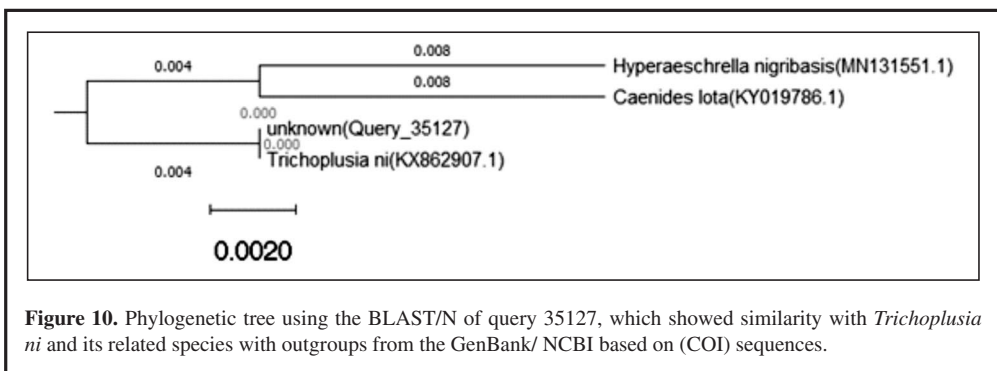 0.008
0.004
Hyperaeschrella nigribasis(MN131551.1)
0.008
Caenides lota(KY019786.1)
0.000
unknown(Query_35127)
0.000
Trichoplusia ni(KX862907.1)
0.004
0.0020
Figure 10. Phylogenetic tree using the BLAST/N of query 35127, which showed similarity with Trichoplusia
ni and its related species with outgroups from the GenBank/ NCBI based on (COI) sequences.